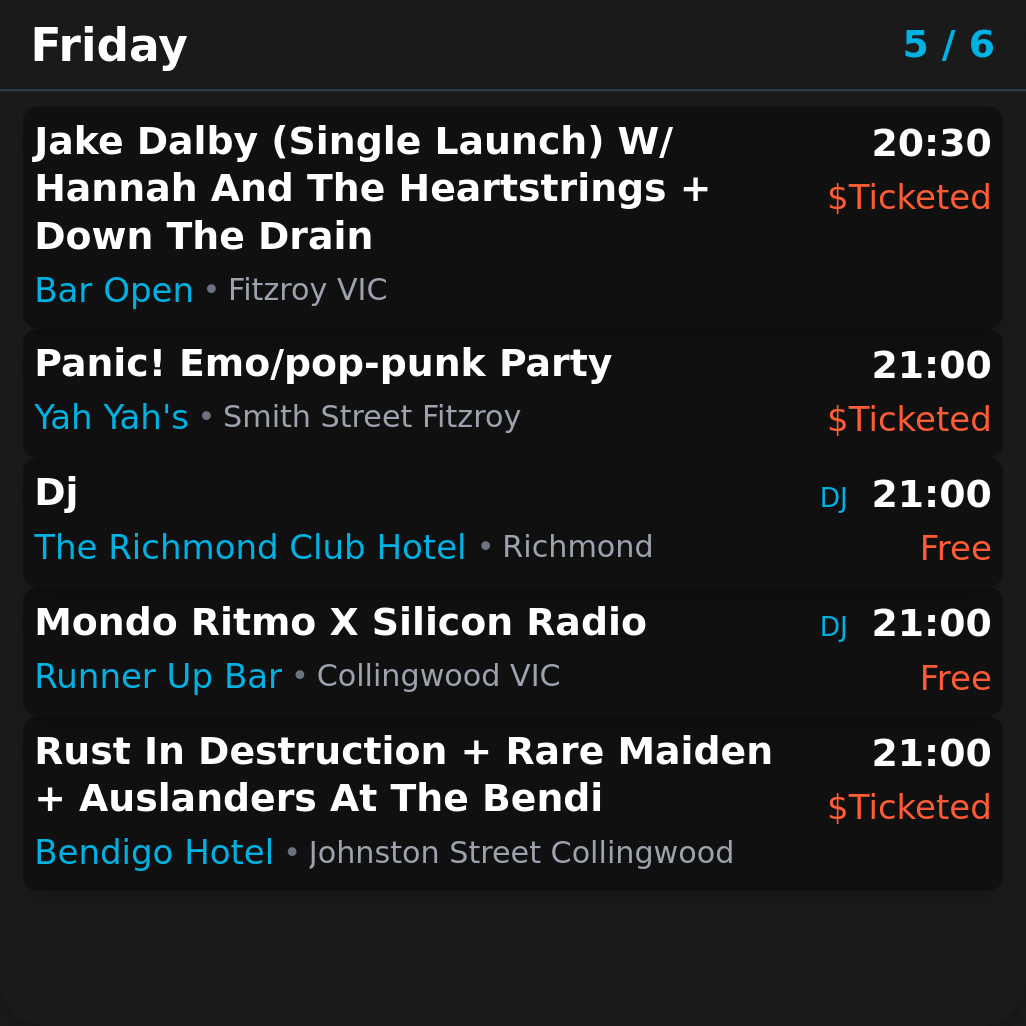 Friday
5 / 6
Jake Dalby (Single Launch) W/
Hannah And The Heartstrings +
Down The Drain
20:30
$Ticketed
Bar Open • Fitzroy VIC
Panic! Emo/pop-punk Party
21:00
Yah Yah's • Smith Street Fitzroy
$Ticketed
Dj
DJ 21:00
The Richmond Club Hotel • Richmond
Free
Mondo Ritmo X Silicon Radio
DJ 21:00
Runner Up Bar • Collingwood VIC
Free
Rust In Destruction + Rare Maiden
+ Auslanders At The Bendi
21:00
$Ticketed
Bendigo Hotel • Johnston Street Collingwood